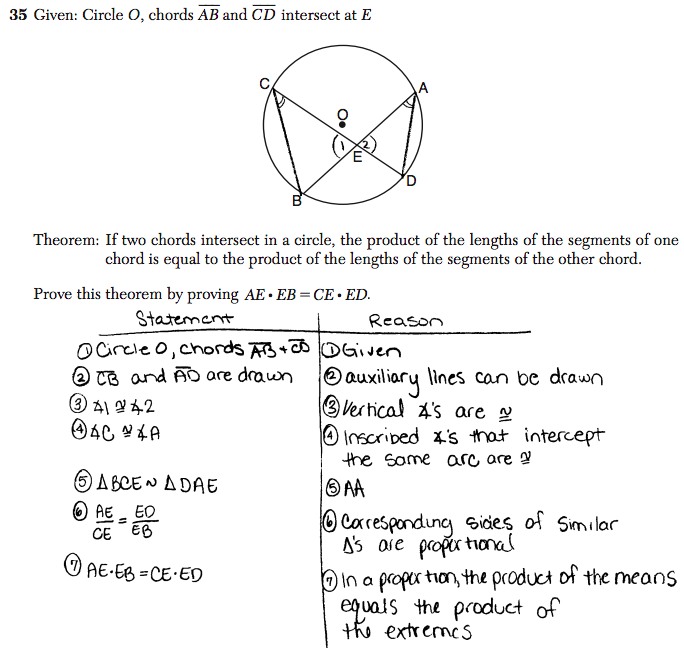 35 Given: Circle O, chords AB and CD intersect at E
C
A
O
1
2
E
D
B
Theorem: If two chords intersect in a circle, the product of the lengths of the segments of one
chord is equal to the product of the lengths of the segments of the other chord.
Prove this theorem by proving AE • EB = CE • ED.
Statement
Reason
① Circle O, chords AB + CD
① Given
② CB and AD are drawn
② auxiliary lines can be drawn
③ ∡1 ≅ ∡2
③ Vertical ∡'s are ≅
④ ∡C ≅ ∡A
④ Inscribed ∡'s that intercept
the same arc are ≅
⑤ ΔBCE ~ ΔDAE
⑤ AA
⑥ AE/CE = ED/EB
⑥ Corresponding sides of similar
Δ's are proportional
⑦ AE·EB = CE·ED
⑦ In a proportion, the product of the means
equals the product of
the extremes